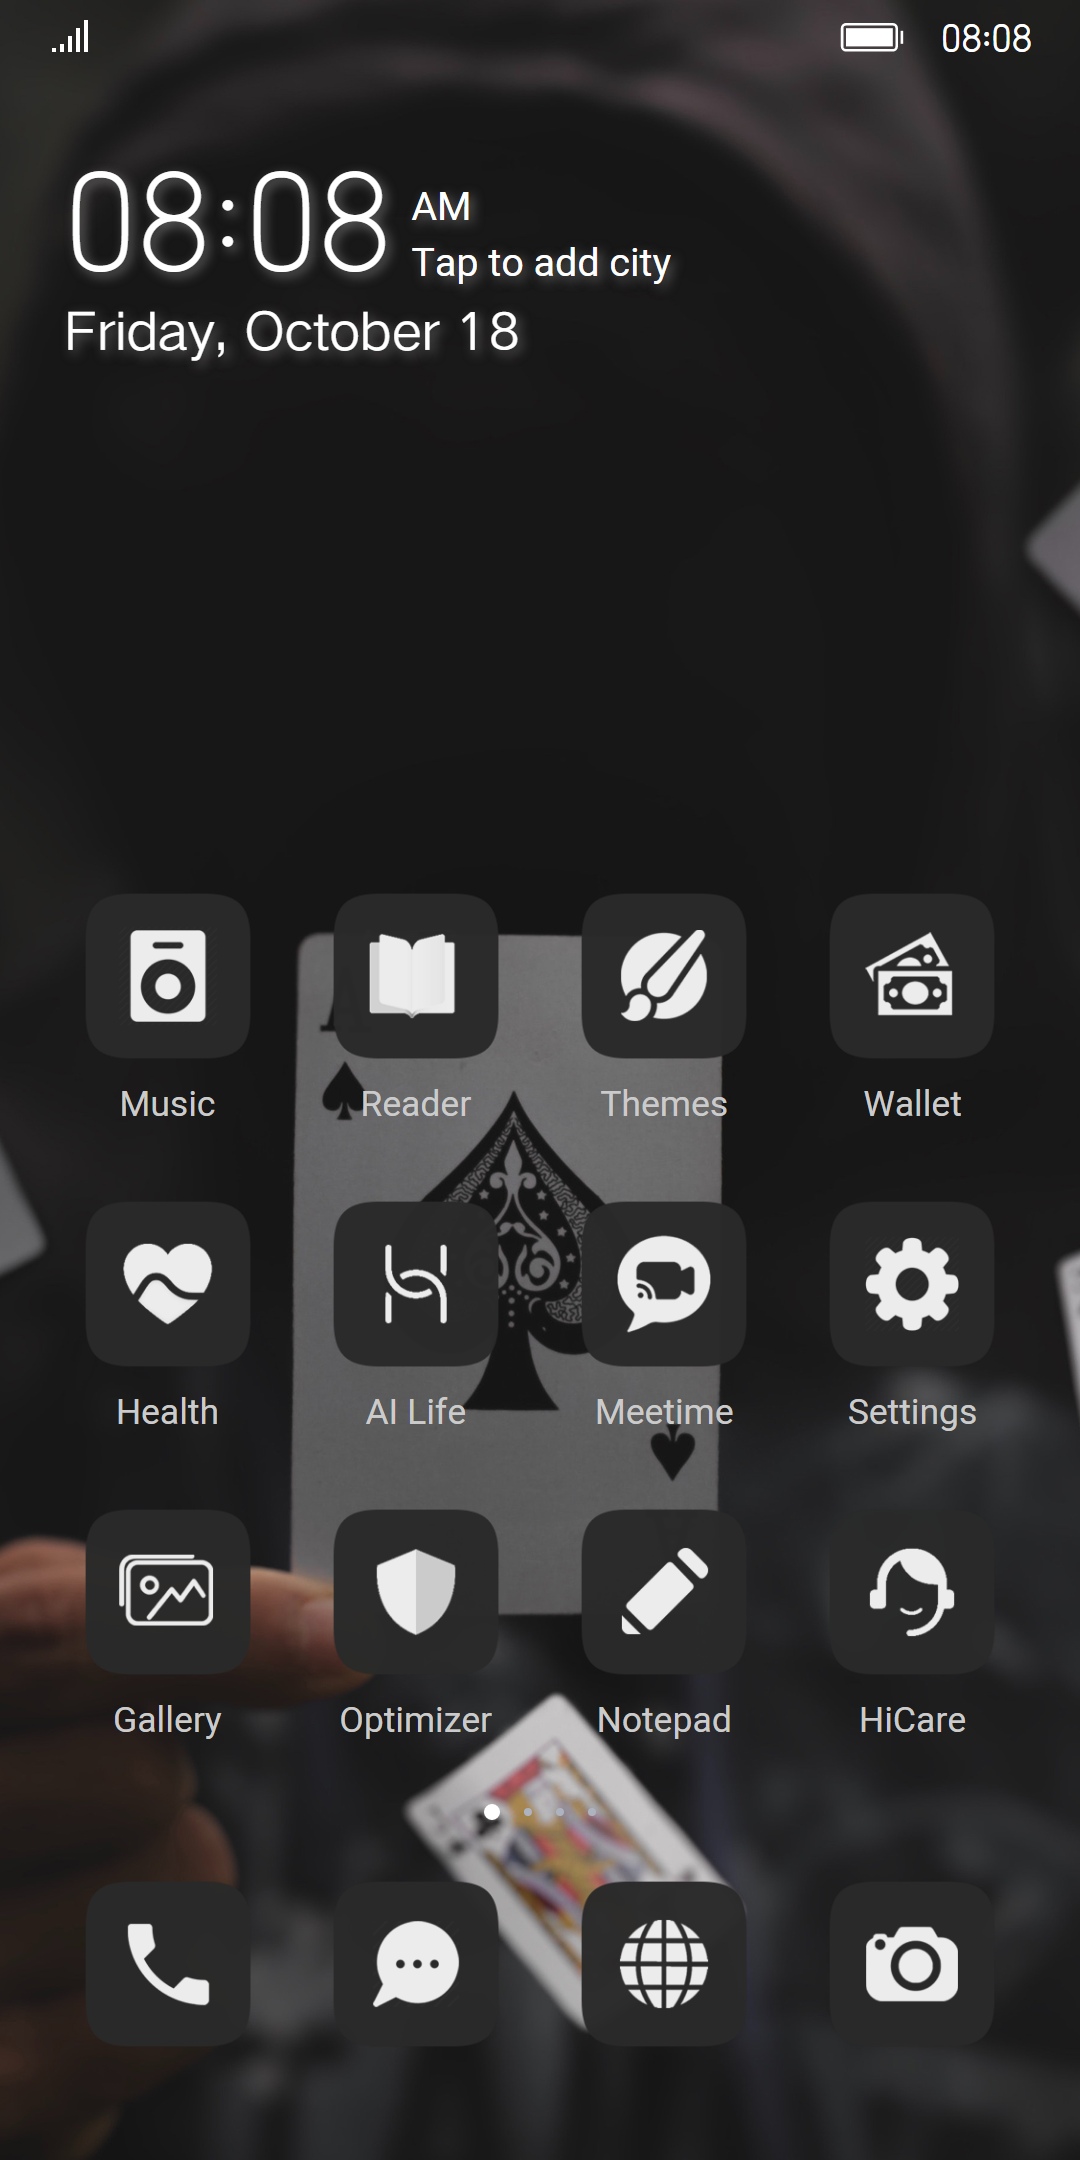 08:08
08:08 AM
Tap to add city
Friday, October 18
Music Reader Themes Wallet
Health AI Life Meetime Settings
Gallery Optimizer Notepad HiCare